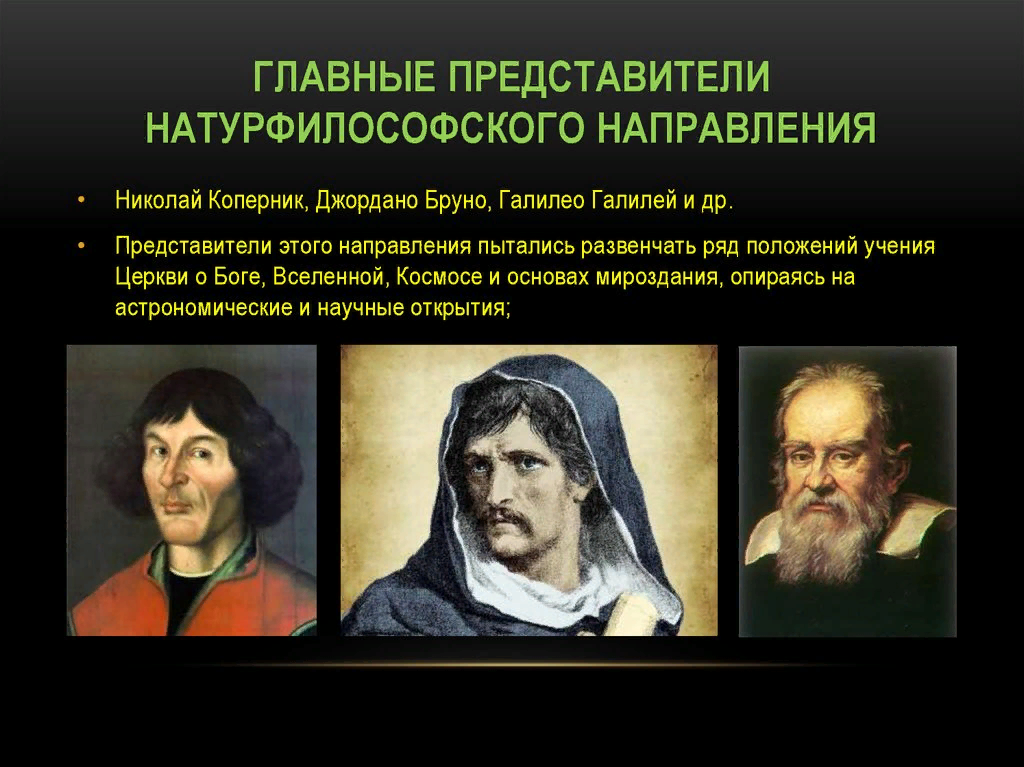 ГЛАВНЫЕ ПРЕДСТАВИТЕЛИ
НАТУРФИЛОСОФСКОГО НАПРАВЛЕНИЯ
• Николай Коперник, Джордано Бруно, Галилео Галилей и др.
• Представители этого направления пытались развенчать ряд положений учения
Церкви о Боге, Вселенной, Космосе и основах мироздания, опираясь на
астрономические и научные открытия;